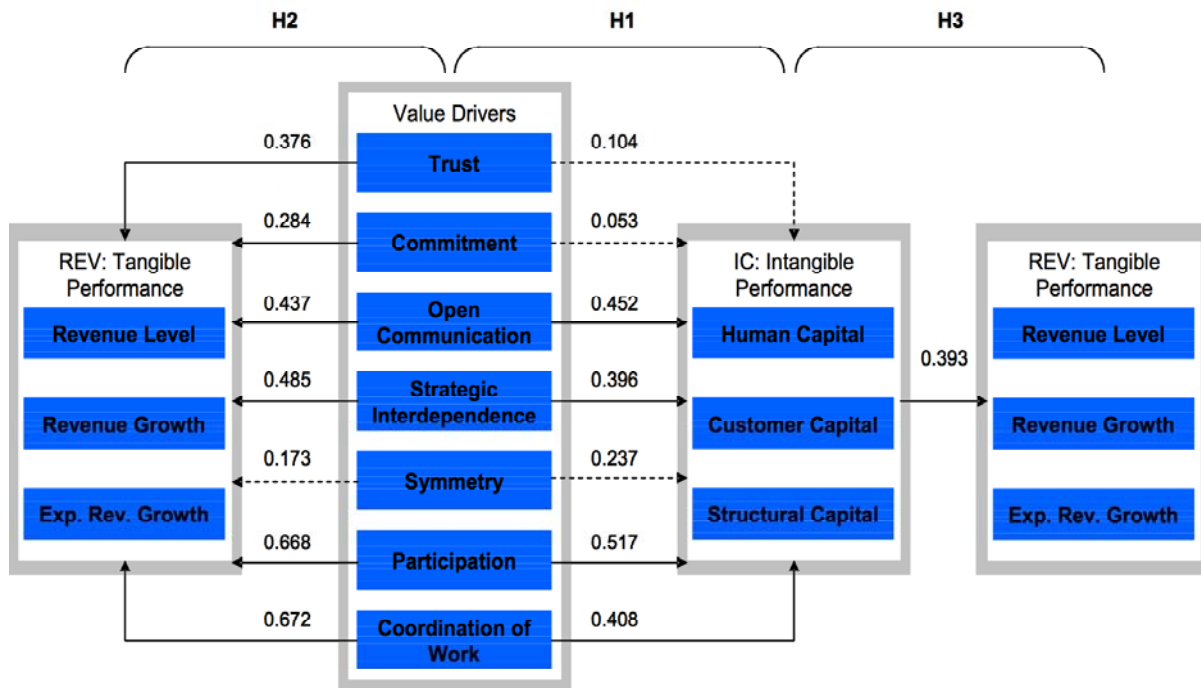 H2
H1
H3
Value Drivers
0.376
Trust
0.104
0.284
Commitment
0.053
REV: Tangible
Performance
IC: Intangible
Performance
REV: Tangible
Performance
0.437
Open
Communication
0.452
Revenue Level
Human Capital
Revenue Level
0.393
0.485
Strategic
Interdependence
0.396
Revenue Growth
Customer Capital
Revenue Growth
0.173
Symmetry
0.237
Exp. Rev. Growth
Structural Capital
Exp. Rev. Growth
0.668
Participation
0.517
0.672
Coordination of
Work
0.408